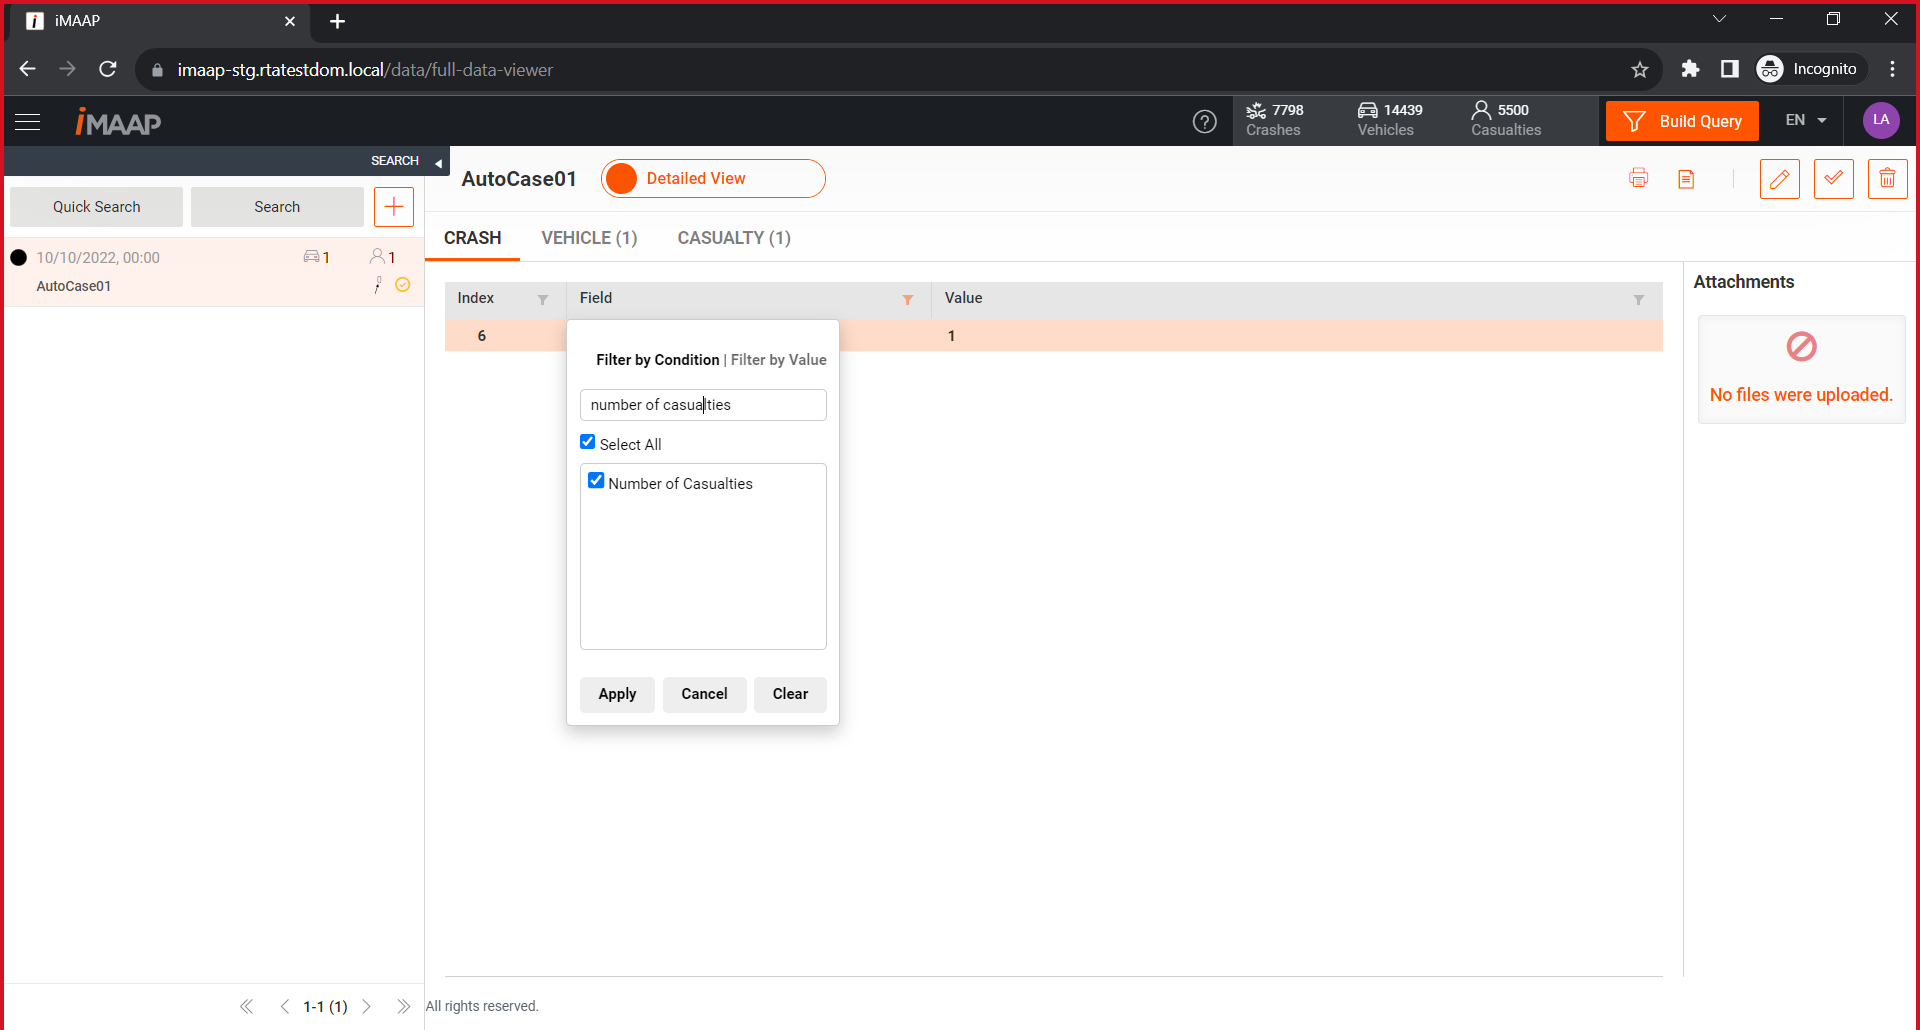 iMAAP
imaap-stg.rtatestdom.local/data/full-data-viewer
Incognito
iMAAP
7798
Crashes
14439
Vehicles
5500
Casualties
Build Query
EN
LA
SEARCH
Quick Search
Search
10/10/2022, 00:00
1
1
AutoCase01
1-1 (1)
AutoCase01
Detailed View
CRASH
VEHICLE (1)
CASUALTY (1)
Index
Field
Value
6
1
Filter by Condition | Filter by Value
number of casualties
Select All
Number of Casualties
Apply
Cancel
Clear
Attachments
No files were uploaded.
All rights reserved.